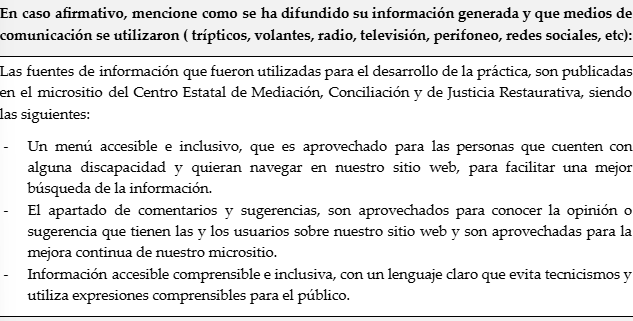 En caso afirmativo, mencione como se ha difundido su información generada y que medios de
comunicación se utilizaron ( trípticos, volantes, radio, televisión, perifoneo, redes sociales, etc):
Las fuentes de información que fueron utilizadas para el desarrollo de la práctica, son publicadas
en el micrositio del Centro Estatal de Mediación, Conciliación y de Justicia Restaurativa, siendo
las siguientes:
- Un menú accesible e inclusivo, que es aprovechado para las personas que cuenten con
alguna discapacidad y quieran navegar en nuestro sitio web, para facilitar una mejor
búsqueda de la información.
- El apartado de comentarios y sugerencias, son aprovechados para conocer la opinión o
sugerencia que tienen las y los usuarios sobre nuestro sitio web y son aprovechadas para la
mejora continua de nuestro micrositio.
- Información accesible comprensible e inclusiva, con un lenguaje claro que evita tecnicismos y
utiliza expresiones comprensibles para el público.